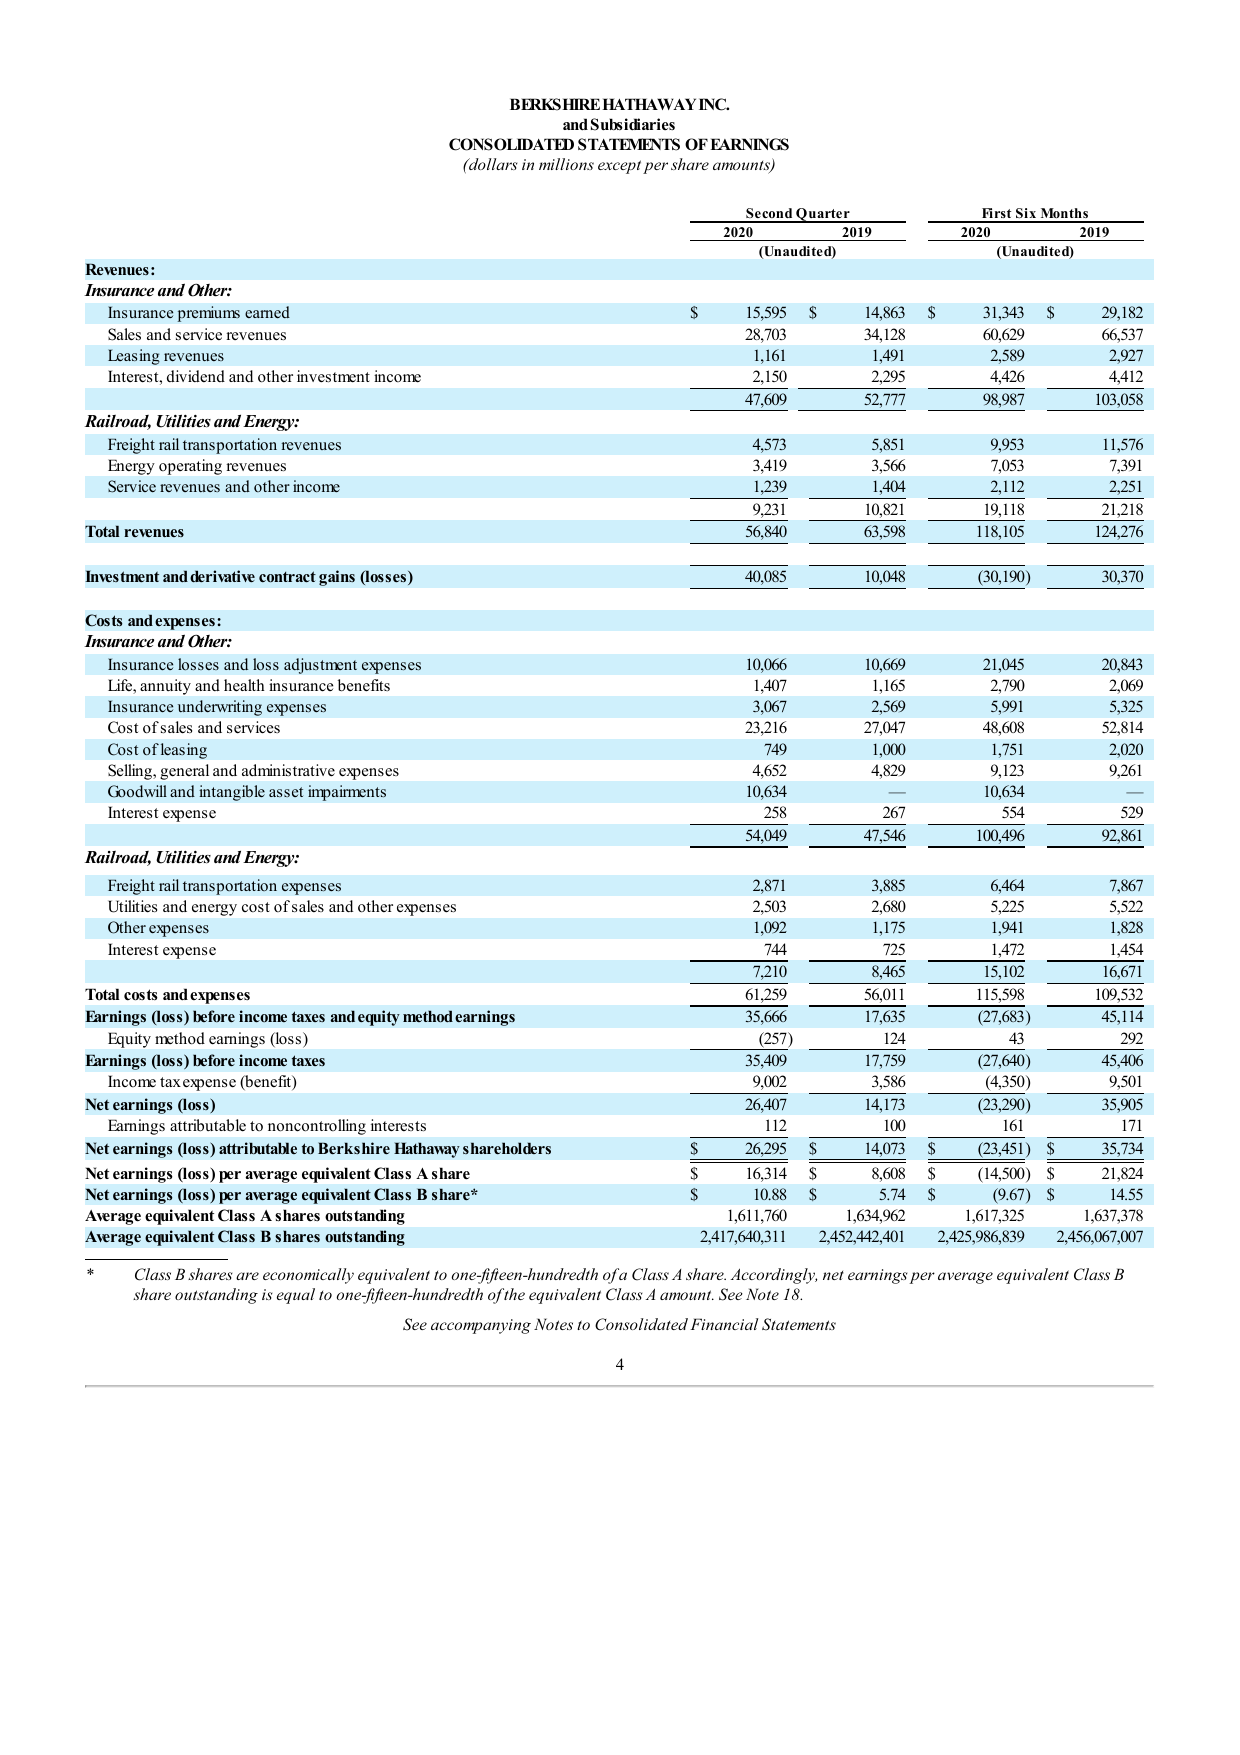 BERKSHIRE HATHAWAY INC.
and Subsidiaries
CONSOLIDATED STATEMENTS OF EARNINGS
(dollars in millions except per share amounts)
Second Quarter First Six Months
2020 2019 2020 2019
(Unaudited) (Unaudited)
Revenues:
Insurance and Other:
Insurance premiums earned $ 15,595 $ 14,863 $ 31,343 $ 29,182
Sales and service revenues 28,703 34,128 60,629 66,537
Leasing revenues 1,161 1,491 2,589 2,927
Interest, dividend and other investment income 2,150 2,295 4,426 4,412
47,609 52,777 98,987 103,058
Railroad, Utilities and Energy:
Freight rail transportation revenues 4,573 5,851 9,953 11,576
Energy operating revenues 3,419 3,566 7,053 7,391
Service revenues and other income 1,239 1,404 2,112 2,251
9,231 10,821 19,118 21,218
Total revenues 56,840 63,598 118,105 124,276
Investment and derivative contract gains (losses) 40,085 10,048 (30,190) 30,370
Costs and expenses:
Insurance and Other:
Insurance losses and loss adjustment expenses 10,066 10,669 21,045 20,843
Life, annuity and health insurance benefits 1,407 1,165 2,790 2,069
Insurance underwriting expenses 3,067 2,569 5,991 5,325
Cost of sales and services 23,216 27,047 48,608 52,814
Cost of leasing 749 1,000 1,751 2,020
Selling, general and administrative expenses 4,652 4,829 9,123 9,261
Goodwill and intangible asset impairments 10,634 — 10,634 —
Interest expense 258 267 554 529
54,049 47,546 100,496 92,861
Railroad, Utilities and Energy:
Freight rail transportation expenses 2,871 3,885 6,464 7,867
Utilities and energy cost of sales and other expenses 2,503 2,680 5,225 5,522
Other expenses 1,092 1,175 1,941 1,828
Interest expense 744 725 1,472 1,454
7,210 8,465 15,102 16,671
Total costs and expenses 61,259 56,011 115,598 109,532
Earnings (loss) before income taxes and equity method earnings 35,666 17,635 (27,683) 45,114
Equity method earnings (loss) (257) 124 43 292
Earnings (loss) before income taxes 35,409 17,759 (27,640) 45,406
Income tax expense (benefit) 9,002 3,586 (4,350) 9,501
Net earnings (loss) 26,407 14,173 (23,290) 35,905
Earnings attributable to noncontrolling interests 112 100 161 171
Net earnings (loss) attributable to Berkshire Hathaway shareholders $ 26,295 $ 14,073 $ (23,451) $ 35,734
Net earnings (loss) per average equivalent Class A share $ 16,314 $ 8,608 $ (14,500) $ 21,824
Net earnings (loss) per average equivalent Class B share* $ 10.88 $ 5.74 $ (9.67) $ 14.55
Average equivalent Class A shares outstanding 1,611,760 1,634,962 1,617,325 1,637,378
Average equivalent Class B shares outstanding 2,417,640,311 2,452,442,401 2,425,986,839 2,456,067,007
* Class B shares are economically equivalent to one-fifteen-hundredth of a Class A share. Accordingly, net earnings per average equivalent Class B
share outstanding is equal to one-fifteen-hundredth of the equivalent Class A amount. See Note 18.
See accompanying Notes to Consolidated Financial Statements
4